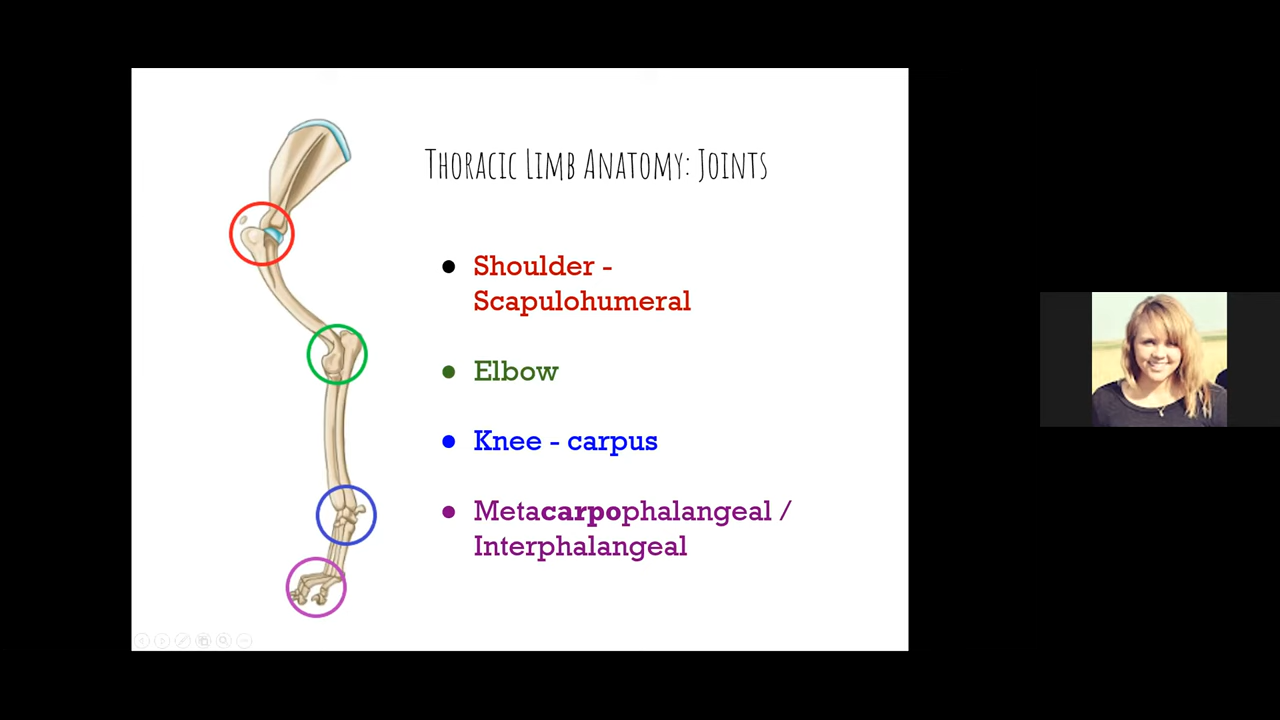 Thoracic Limb Anatomy: Joints
● Shoulder -
Scapulohumeral
● Elbow
● Knee - carpus
● Metacarpophalangeal /
Interphalangeal